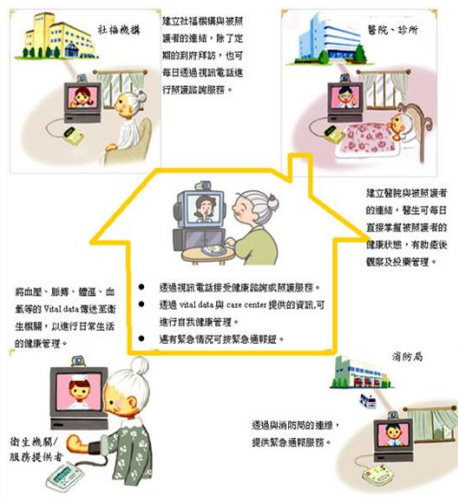 社福機構
建立社福機構與被照
護者的連結,除了定
期的到府拜訪,也可
每日透過視訊電話進
行照護諮詢服務。
醫院、診所
建立醫院與被照護者
的連結,醫生可每日
直接掌握被照護者的
健康狀態,有助癒後
觀察及投藥管理。
● 透過視訊電話接受健康諮詢或照護服務。
● 透過 vital data 與 care center 提供的資訊,可
進行自我健康管理。
● 遇有緊急情況可按緊急通報鈕。
將血壓、脈搏、體溫、血
氧等的 Vital data 傳送至衛
生機關,以進行日常生活
的健康管理。
衛生機關/
服務提供者
消防局
透過與消防局的連線,
提供緊急通報服務。